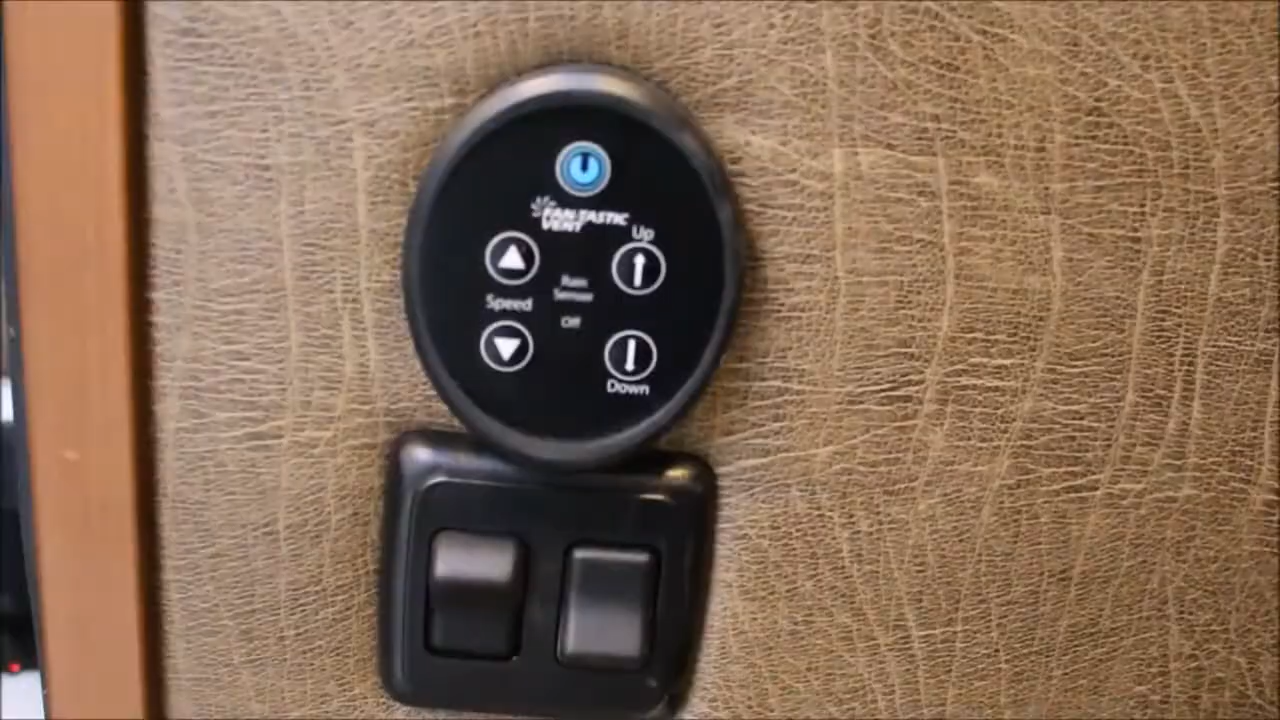 FAN-TASTIC
VENT
Up
Rain
Sensor
Speed
Off
Down